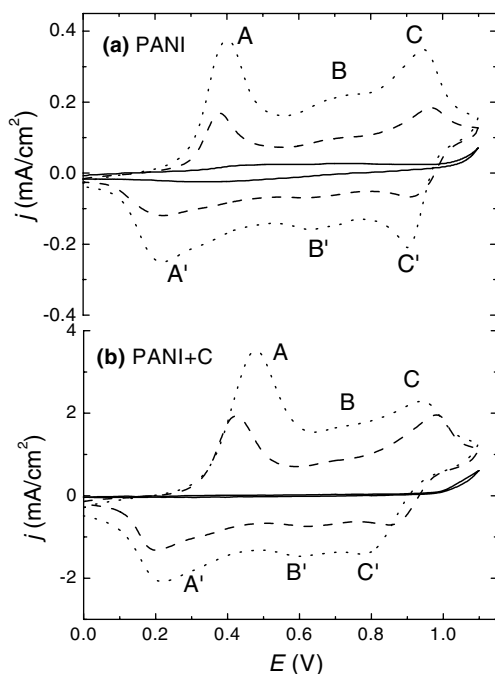 (a) PANI
A
B
C
A'
B'
C'
0.4
0.2
0.0
-0.2
-0.4
j (mA/cm²)
(b) PANI+C
A
B
C
A'
B'
C'
4
2
0
-2
j (mA/cm²)
0.0 0.2 0.4 0.6 0.8 1.0
E (V)